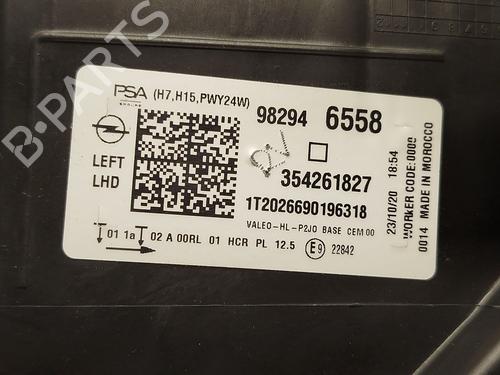 PSA (H7,H15,PWY24W)
GROUPE
98294 6558
LEFT
LHD
354261827
1T2026690196318
VALEO-HL-P2JO BASE CEM 00
01 1a 02 A 00RL 01 HCR PL 12.5 E9 22842
23/10/20 18:54
WORKER CODE:0000
0014 MADE IN MOROCCO
B-PARTS